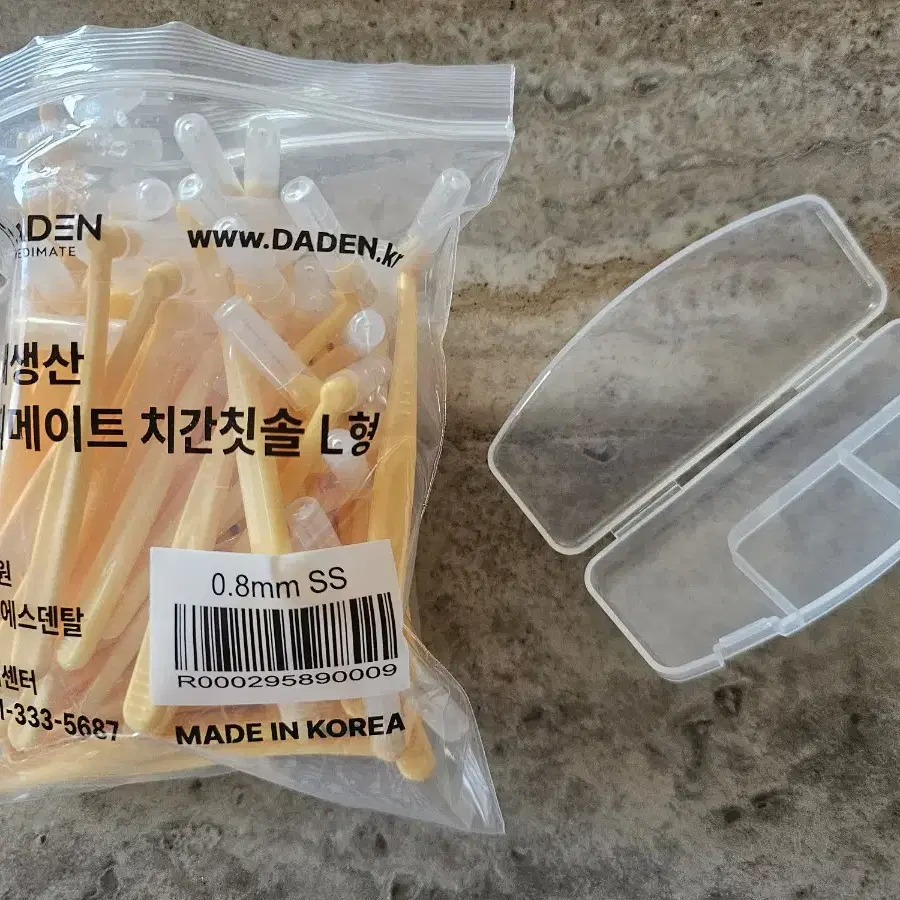 DADEN
EDIMATE
www.DADEN.kr
생산
메이트 치간칫솔 L형
0.8mm SS
R000295890009
원
에스덴탈
센터
1-333-5687
MADE IN KOREA